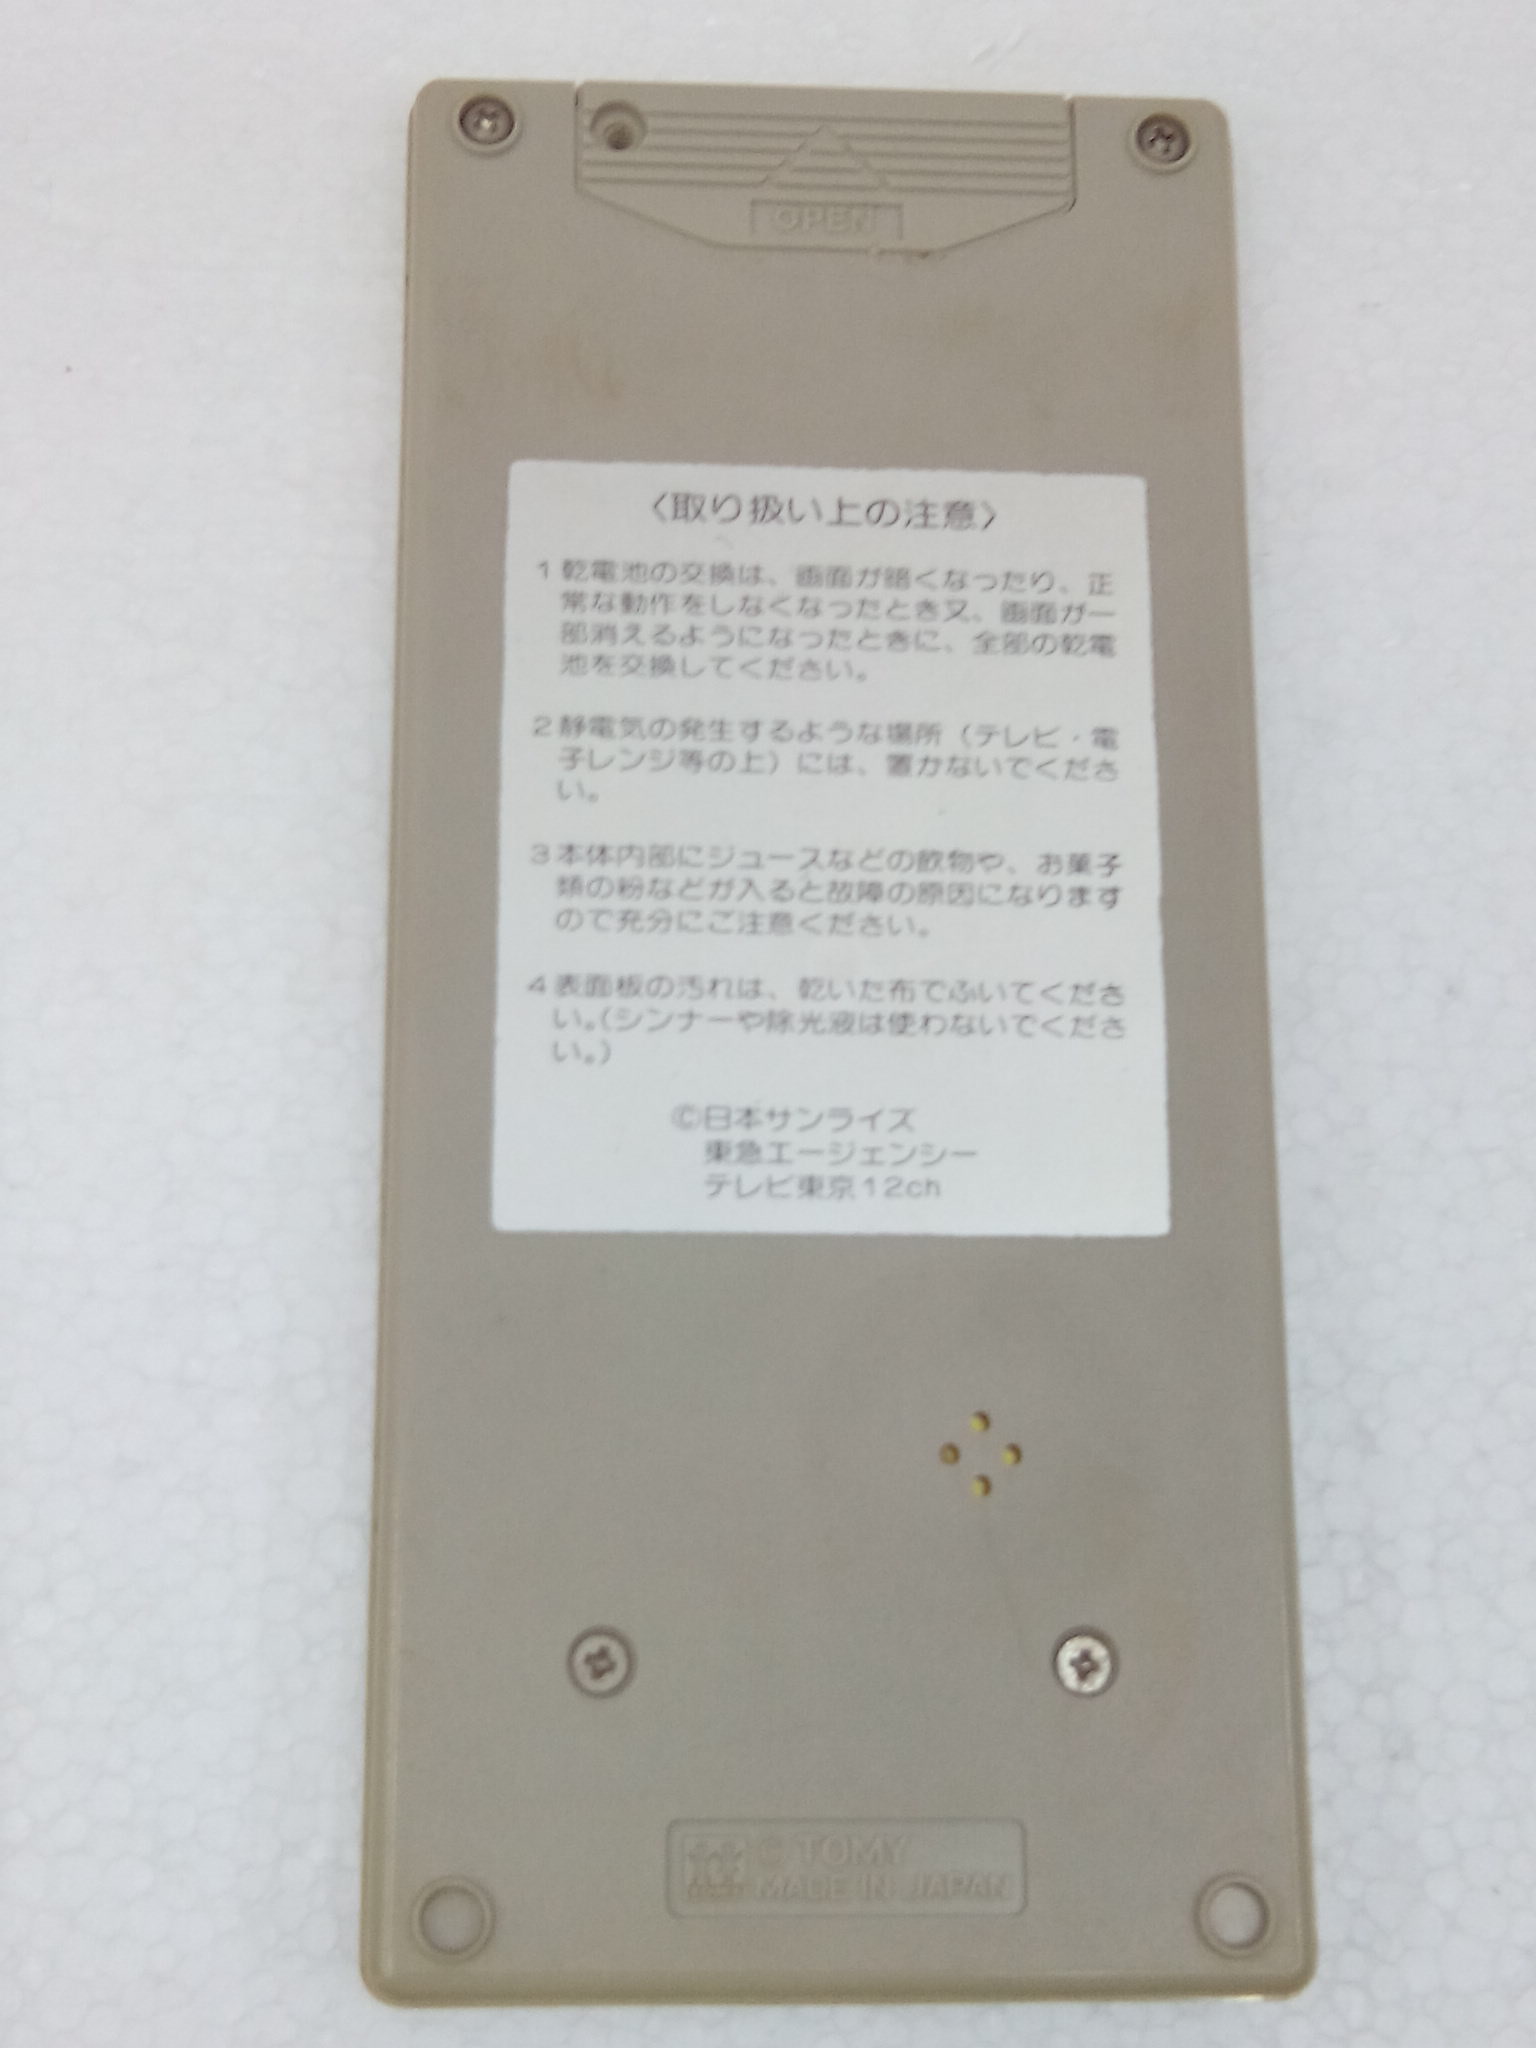 OPEN
〈取り扱い上の注意〉
1 乾電池の交換は、画面が暗くなったり、正
常な動作をしなくなったとき又、画面が一
部消えるようになったときに、全部の乾電
池を交換してください。
2 静電気の発生するような場所（テレビ・電
子レンジ等の上）には、置かないでくださ
い。
3 本体内部にジュースなどの飲物や、お菓子
類の粉などが入ると故障の原因になります
ので充分にご注意ください。
4 表面板の汚れは、乾いた布でふいてくださ
い。（シンナーや除光液は使わないでくださ
い。）
©日本サンライズ
東急エージェンシー
テレビ東京12ch
© TOMY
MADE IN JAPAN